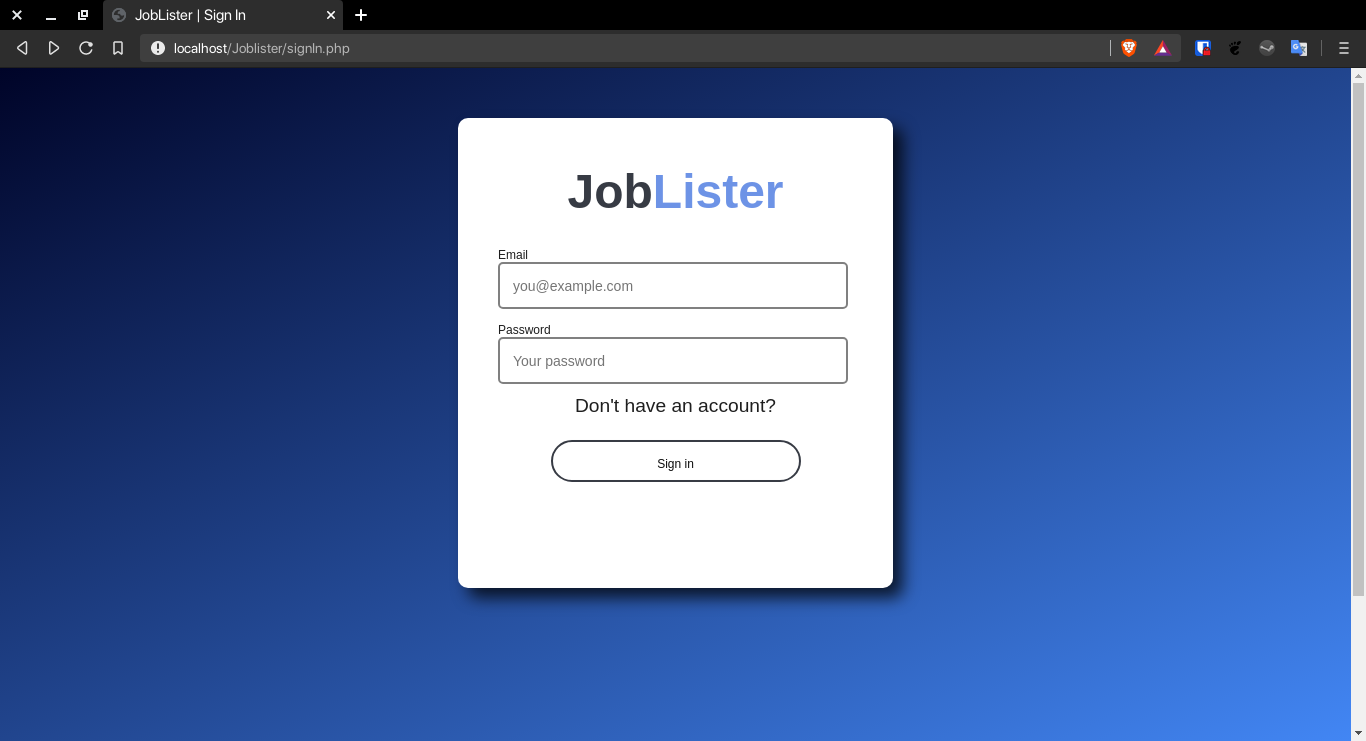 JobLister | Sign In
localhost/Joblister/signIn.php
JobLister
Email
you@example.com
Password
Your password
Don't have an account?
Sign in